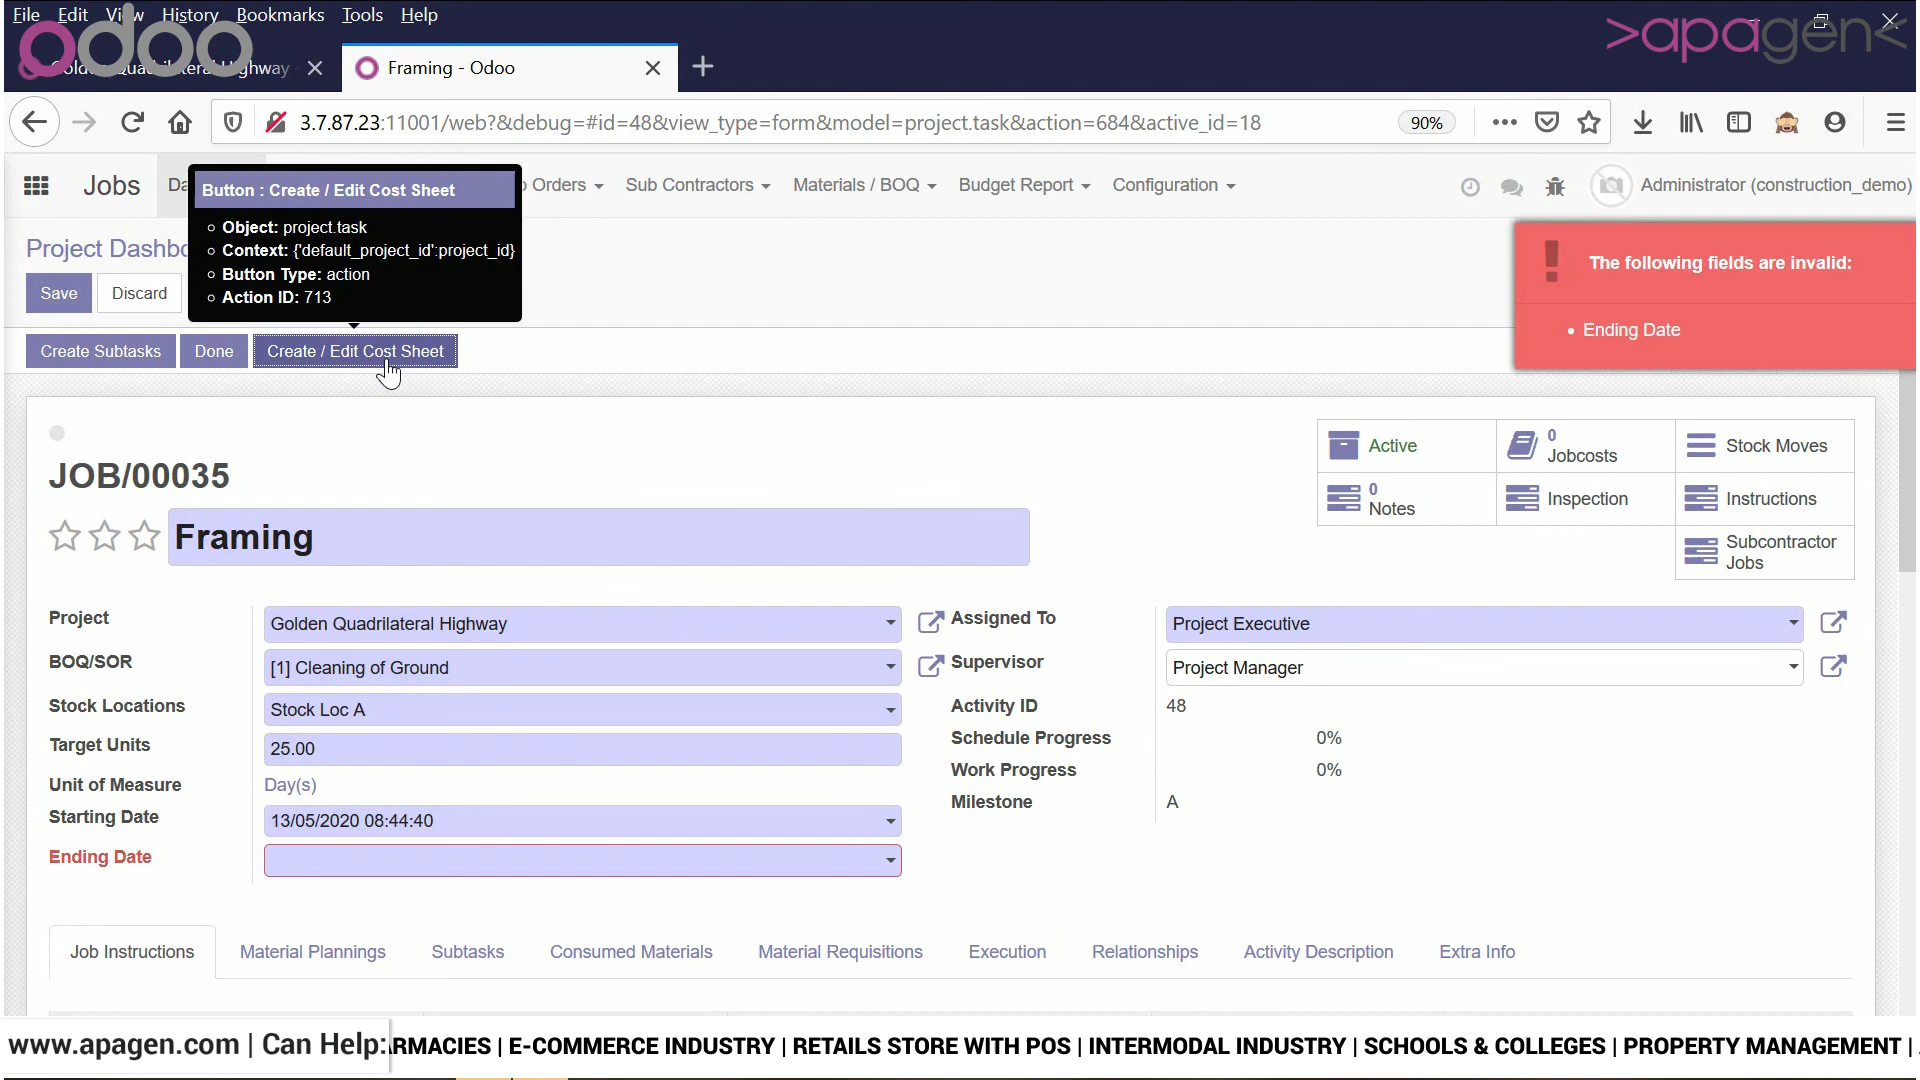 File Edit View History Bookmarks Tools Help
odoo
>apagen<
Framing - Odoo
3.7.87.23:11001/web?&debug=#id=48&view_type=form&model=project.task&action=684&active_id=18
90%
Jobs
Orders Sub Contractors Materials / BOQ Budget Report Configuration
Administrator (construction_demo)
Button : Create / Edit Cost Sheet
Object: project.task
Context: {'default_project_id':project_id}
Button Type: action
Action ID: 713
Project Dashbo
Save Discard
The following fields are invalid:
Ending Date
Create Subtasks Done Create / Edit Cost Sheet
Active
0
Jobcosts
Stock Moves
0
Notes
Inspection
Instructions
Subcontractor
Jobs
JOB/00035
Framing
Project Golden Quadrilateral Highway
BOQ/SOR [1] Cleaning of Ground
Stock Locations Stock Loc A
Target Units 25.00
Unit of Measure Day(s)
Starting Date 13/05/2020 08:44:40
Ending Date
Assigned To Project Executive
Supervisor Project Manager
Activity ID 48
Schedule Progress 0%
Work Progress 0%
Milestone A
Job Instructions Material Plannings Subtasks Consumed Materials Material Requisitions Execution Relationships Activity Description Extra Info
www.apagen.com | Can Help: ARMACIES | E-COMMERCE INDUSTRY | RETAILS STORE WITH POS | INTERMODAL INDUSTRY | SCHOOLS & COLLEGES | PROPERTY MANAGEMENT |